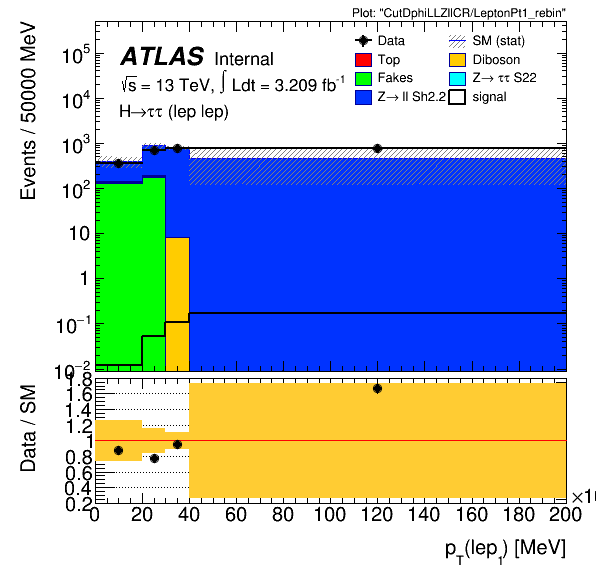 Plot: "CutDphiLLZllCR/LeptonPt1_rebin"
Events / 50000 MeV
ATLAS Internal
√s = 13 TeV, ∫ Ldt = 3.209 fb⁻¹
H→ττ (lep lep)
Data
SM (stat)
Top
Diboson
Fakes
Z→ ττ S22
Z→ ll Sh2.2
signal
10⁵
10⁴
10³
10²
10
1
10⁻¹
10⁻²
Data / SM
1.8
1.6
1.4
1.2
1
0.8
0.6
0.4
0.2
0 20 40 60 80 100 120 140 160 180 200
p_T(lep_1) [MeV]